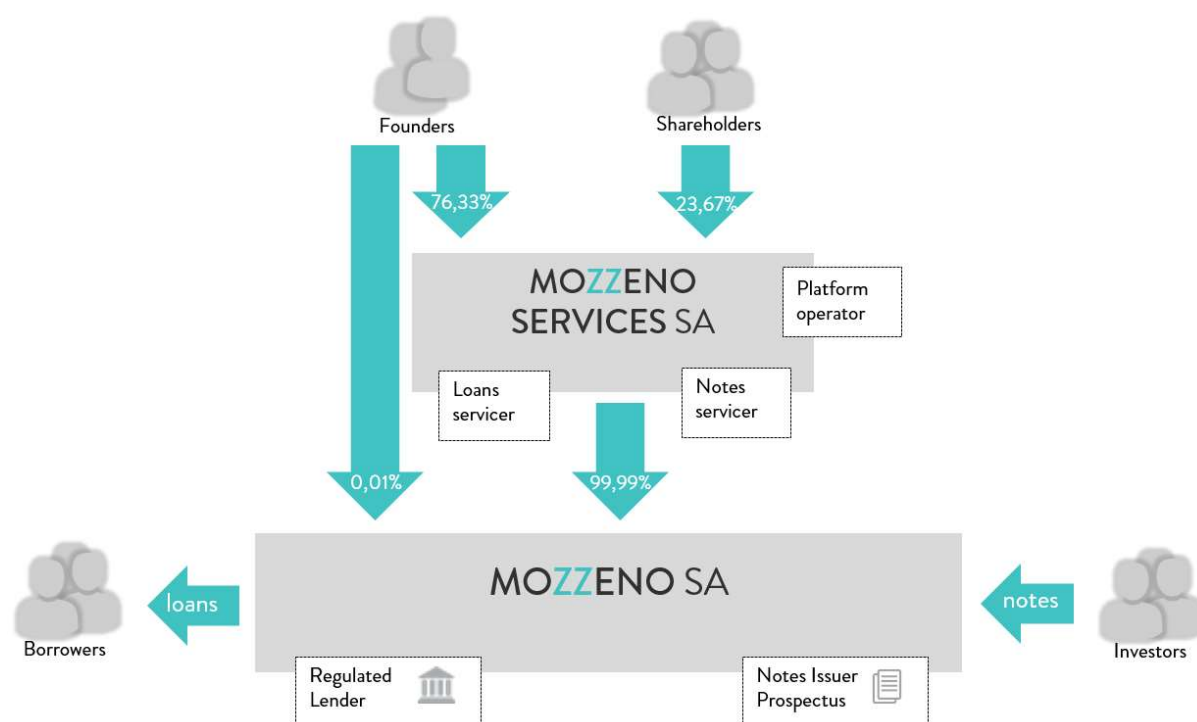 Founders
Shareholders
76,33%
23,67%
MOZZENO
SERVICES SA
Platform
operator
Loans
servicer
Notes
servicer
0,01%
99,99%
MOZZENO SA
loans
notes
Borrowers
Investors
Regulated
Lender
Notes Issuer
Prospectus